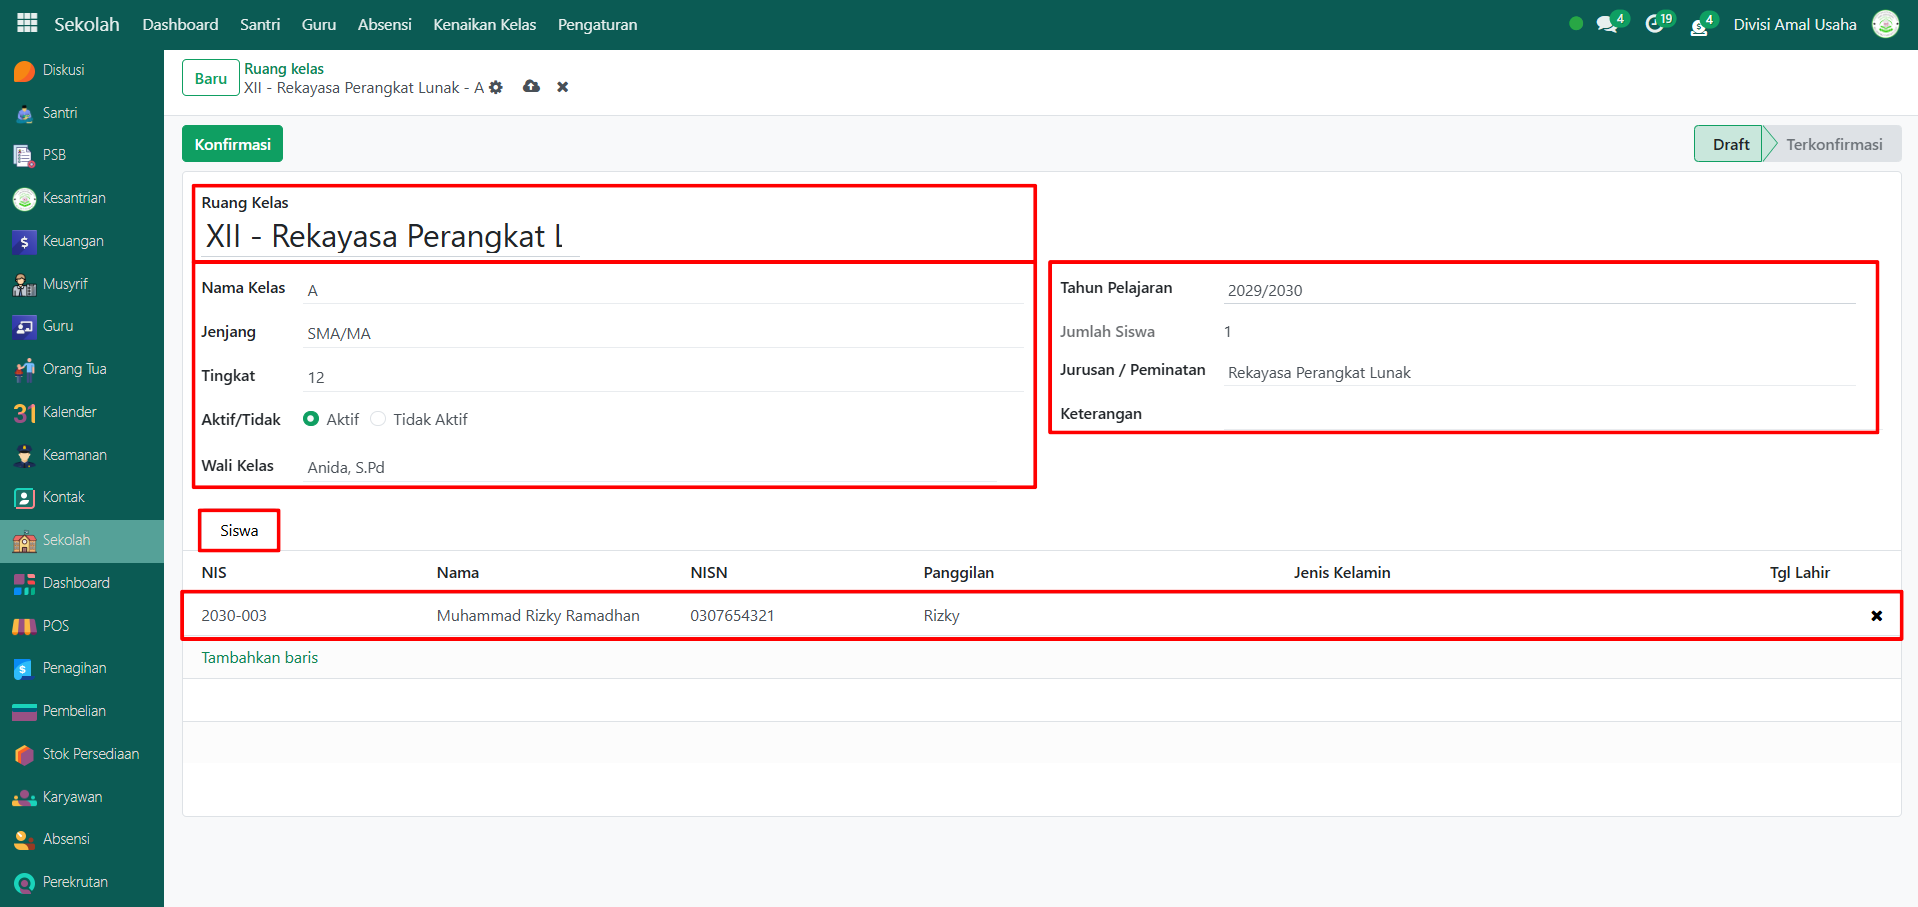 Sekolah Dashboard Santri Guru Absensi Kenaikan Kelas Pengaturan 4 19 4 Divisi Amal Usaha
Diskusi
Santri
PSB
Kesantrian
Keuangan
Musyrif
Guru
Orang Tua
31 Kalender
Keamanan
Kontak
Sekolah
Dashboard
POS
Penagihan
Pembelian
Stok Persediaan
Karyawan
Absensi
Perekrutan
Baru
Ruang kelas
XII - Rekayasa Perangkat Lunak - A
Konfirmasi
Draft Terkonfirmasi
Ruang Kelas
XII - Rekayasa Perangkat L
Nama Kelas A
Jenjang SMA/MA
Tingkat 12
Aktif/Tidak Aktif Tidak Aktif
Wali Kelas Anida, S.Pd
Tahun Pelajaran 2029/2030
Jumlah Siswa 1
Jurusan / Peminatan Rekayasa Perangkat Lunak
Keterangan
Siswa
NIS Nama NISN Panggilan Jenis Kelamin Tgl Lahir
2030-003 Muhammad Rizky Ramadhan 0307654321 Rizky
Tambahkan baris